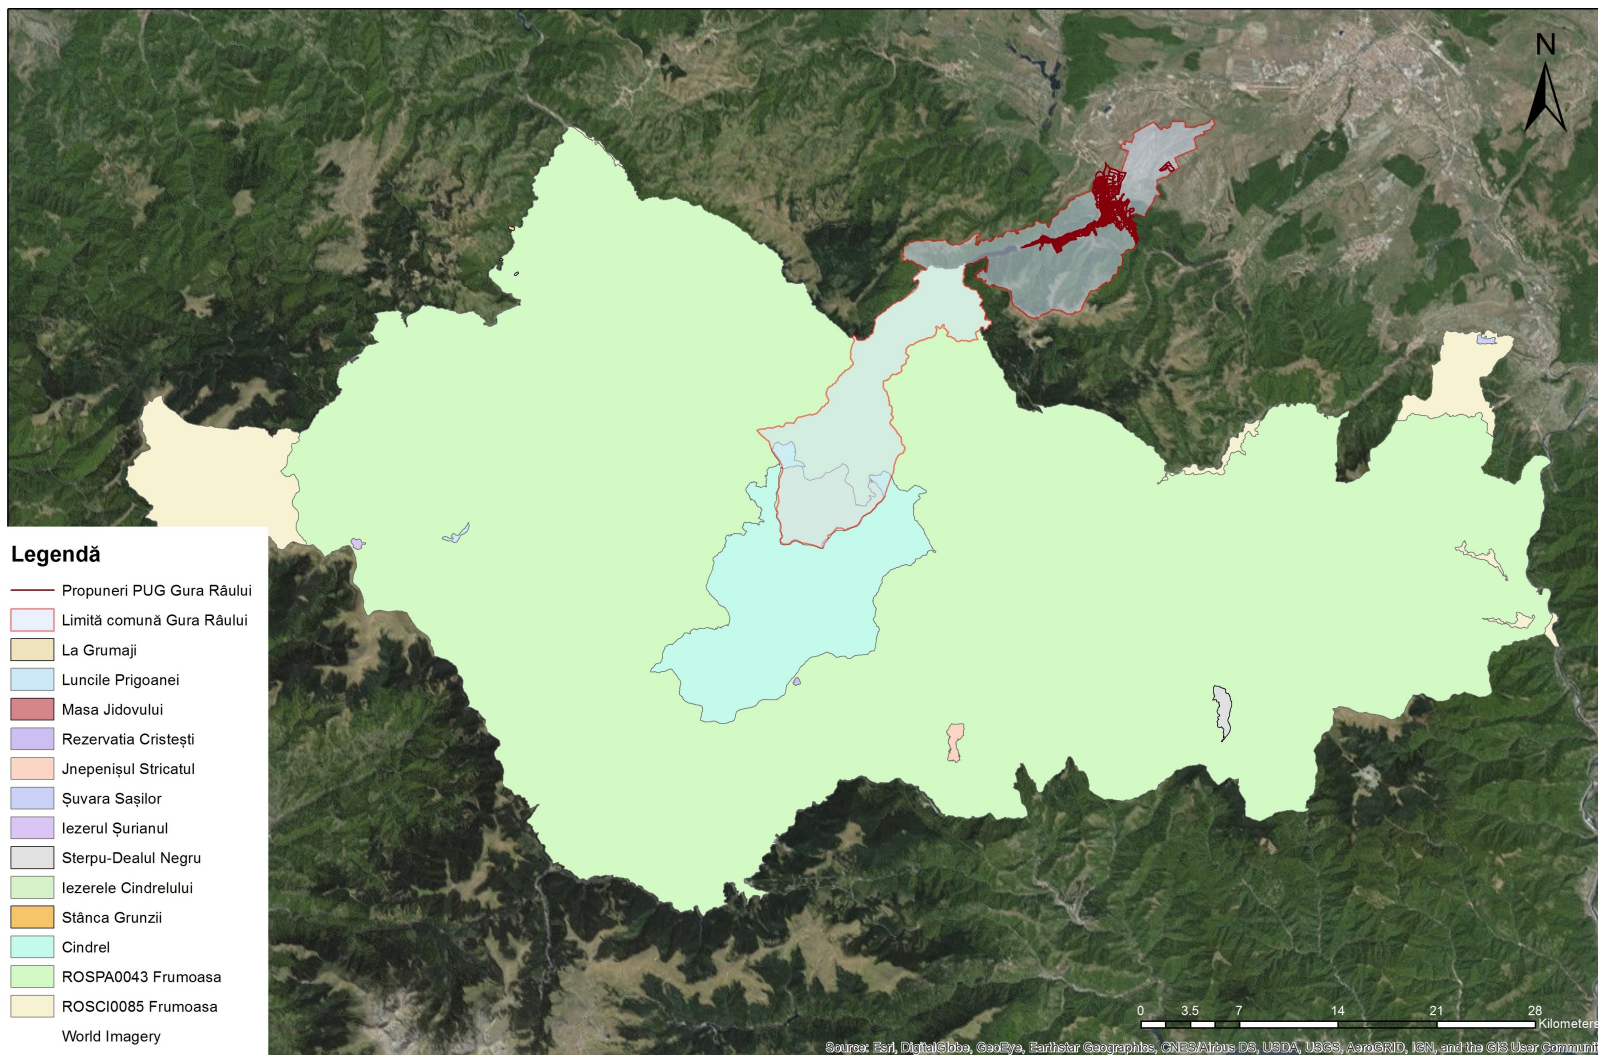 N
Legendă
Propuneri PUG Gura Râului
Limită comună Gura Râului
La Grumaji
Luncile Prigoanei
Masa Jidovului
Rezervatia Cristești
Jnepenișul Stricatul
Șuvara Sașilor
Iezerul Șurianul
Sterpu-Dealul Negru
Iezerele Cindrelului
Stânca Grunzii
Cindrel
ROSPA0043 Frumoasa
ROSCI0085 Frumoasa
World Imagery
0 3.5 7 14 21 28
Kilometers
Source: Esri, DigitalGlobe, GeoEye, Earthstar Geographics, CNES/Airbus DS, USDA, USGS, AeroGRID, IGN, and the GIS User Communit